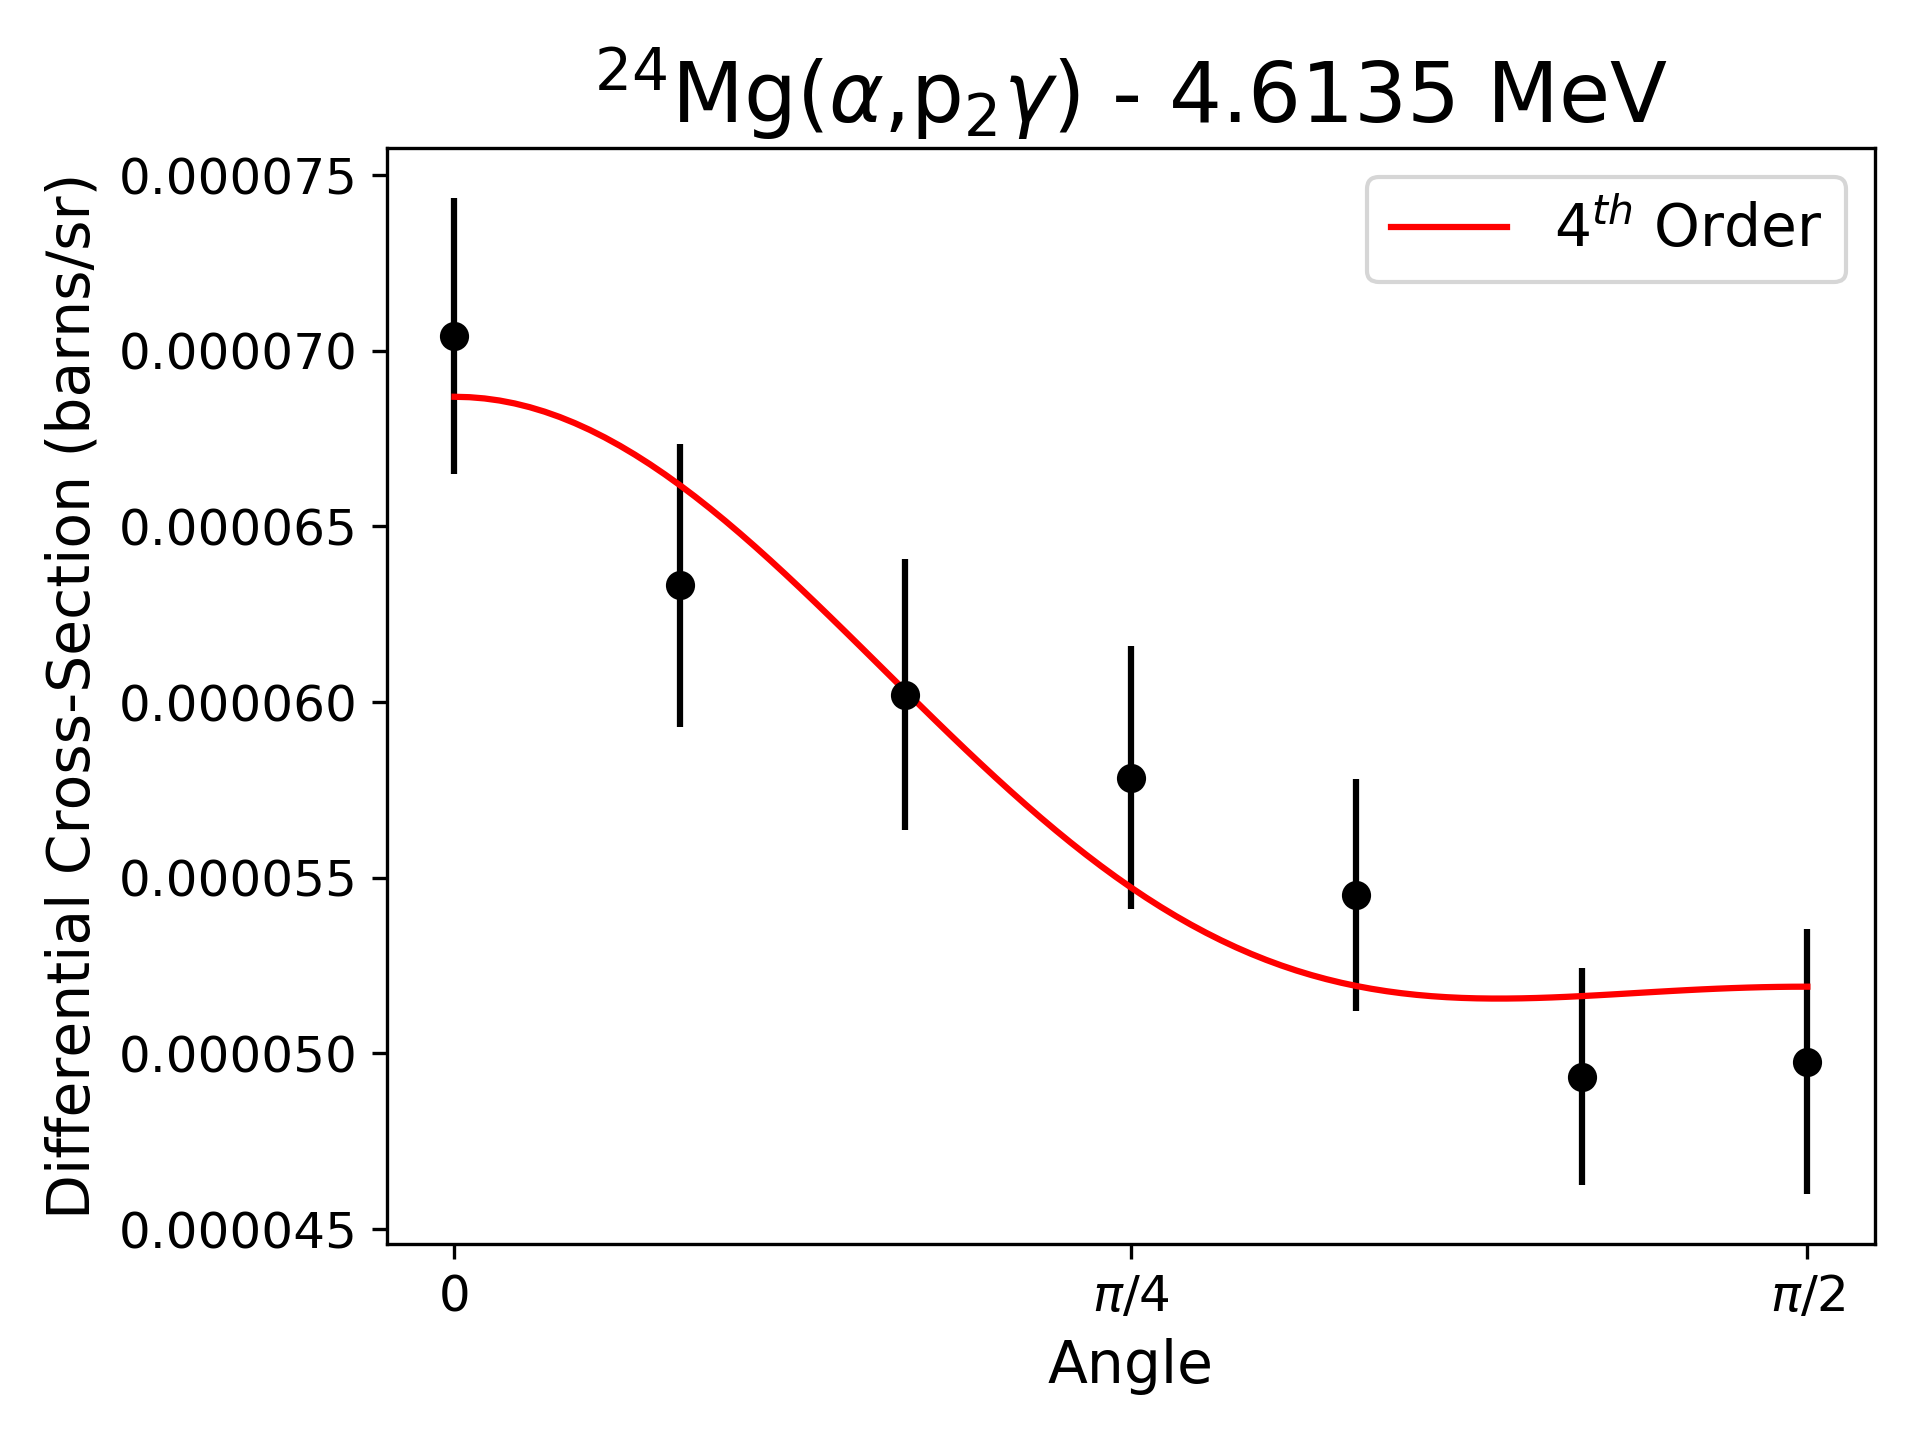 ²⁴Mg(α,p₂γ) - 4.6135 MeV
4ᵗʰ Order
Differential Cross-Section (barns/sr)
0.000075
0.000070
0.000065
0.000060
0.000055
0.000050
0.000045
0
π/4
π/2
Angle